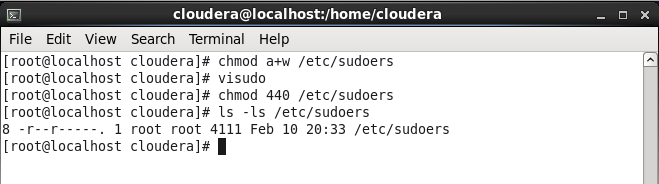 cloudera@localhost:/home/cloudera
File Edit View Search Terminal Help
[root@localhost cloudera]# chmod a+w /etc/sudoers
[root@localhost cloudera]# visudo
[root@localhost cloudera]# chmod 440 /etc/sudoers
[root@localhost cloudera]# ls -ls /etc/sudoers
8 -r--r-----. 1 root root 4111 Feb 10 20:33 /etc/sudoers
[root@localhost cloudera]#